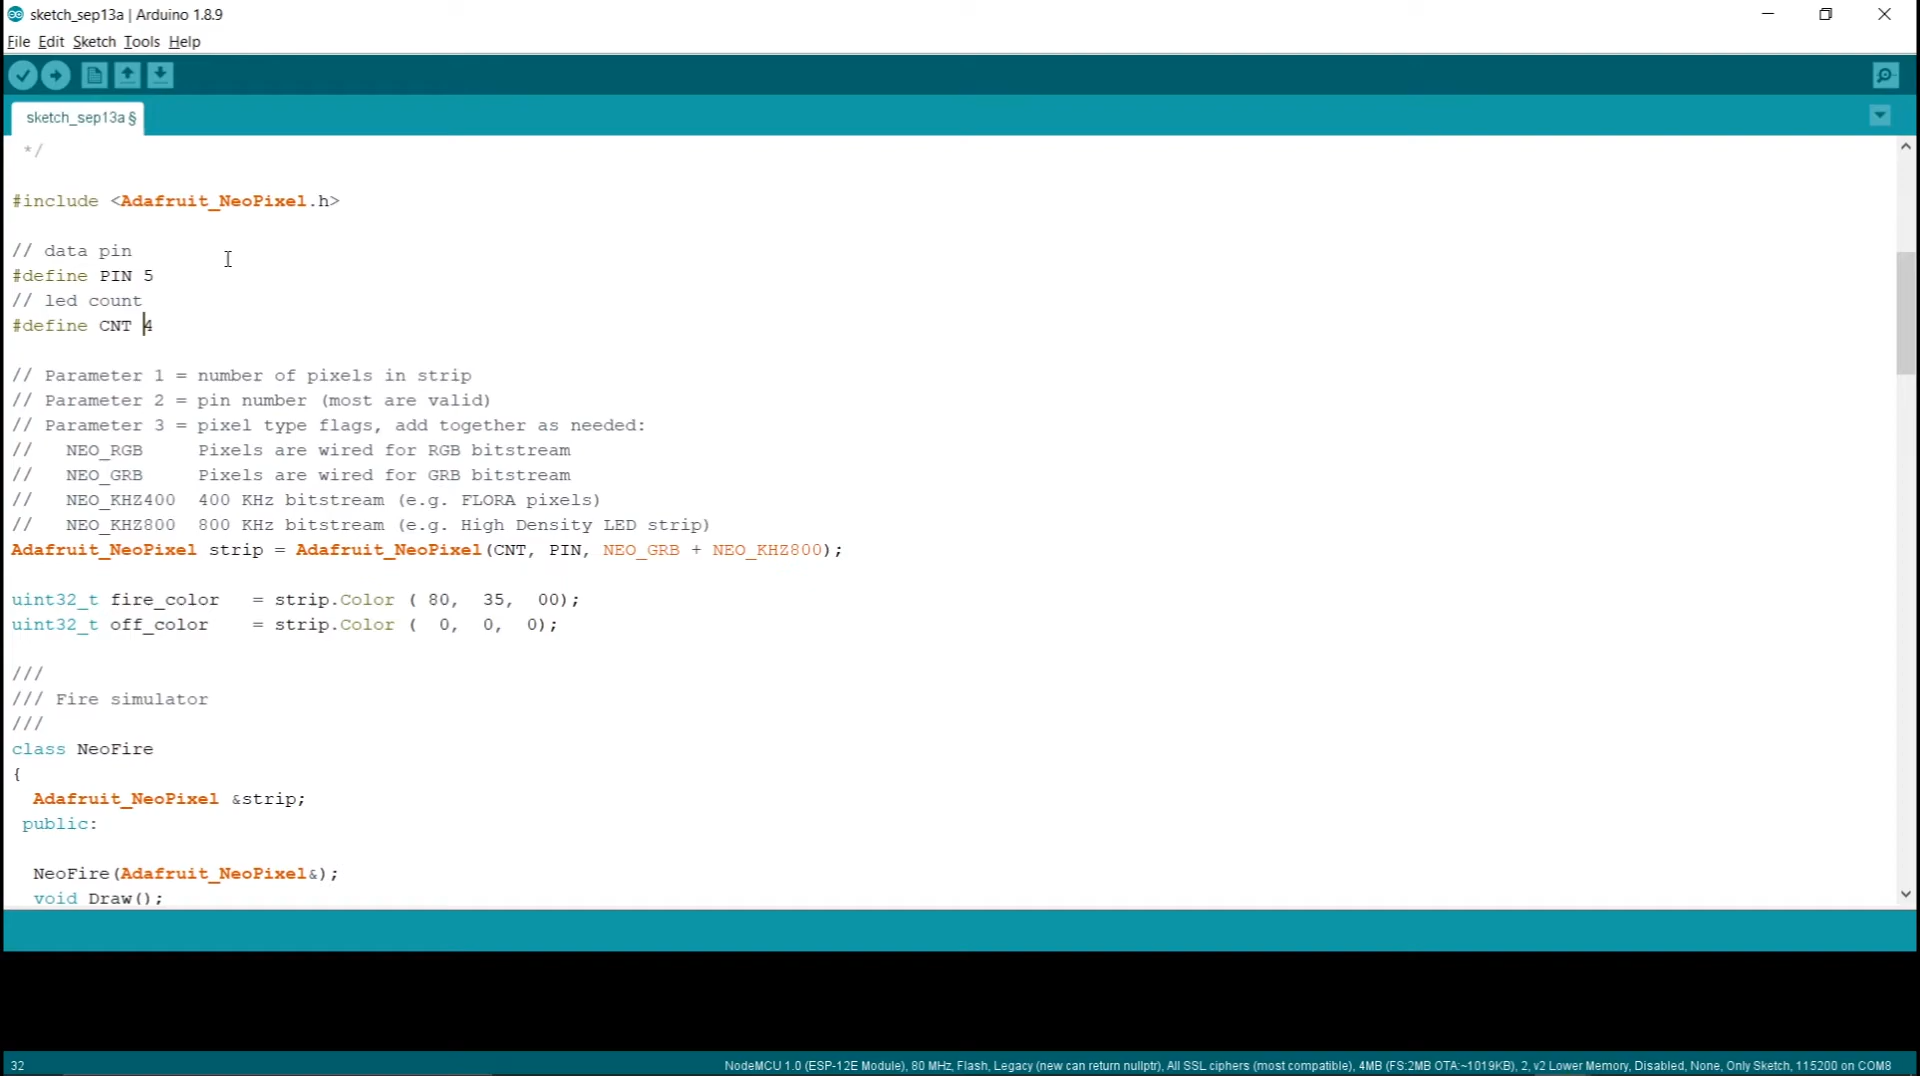 sketch_sep13a | Arduino 1.8.9
File Edit Sketch Tools Help
sketch_sep13a §
*/
#include <Adafruit_NeoPixel.h>
// data pin
#define PIN 5
// led count
#define CNT 4
// Parameter 1 = number of pixels in strip
// Parameter 2 = pin number (most are valid)
// Parameter 3 = pixel type flags, add together as needed:
//   NEO_RGB     Pixels are wired for RGB bitstream
//   NEO_GRB     Pixels are wired for GRB bitstream
//   NEO_KHZ400  400 KHz bitstream (e.g. FLORA pixels)
//   NEO_KHZ800  800 KHz bitstream (e.g. High Density LED strip)
Adafruit_NeoPixel strip = Adafruit_NeoPixel(CNT, PIN, NEO_GRB + NEO_KHZ800);
uint32_t fire_color   = strip.Color ( 80,  35,  00);
uint32_t off_color    = strip.Color (  0,  0,  0);
///
/// Fire simulator
///
class NeoFire
{
  Adafruit_NeoPixel &strip;
 public:
  NeoFire(Adafruit_NeoPixel&);
  void Draw();
32
NodeMCU 1.0 (ESP-12E Module), 80 MHz, Flash, Legacy (new can return nullptr), All SSL ciphers (most compatible), 4MB (FS:2MB OTA:~1019KB), 2, v2 Lower Memory, Disabled, None, Only Sketch, 115200 on COM8